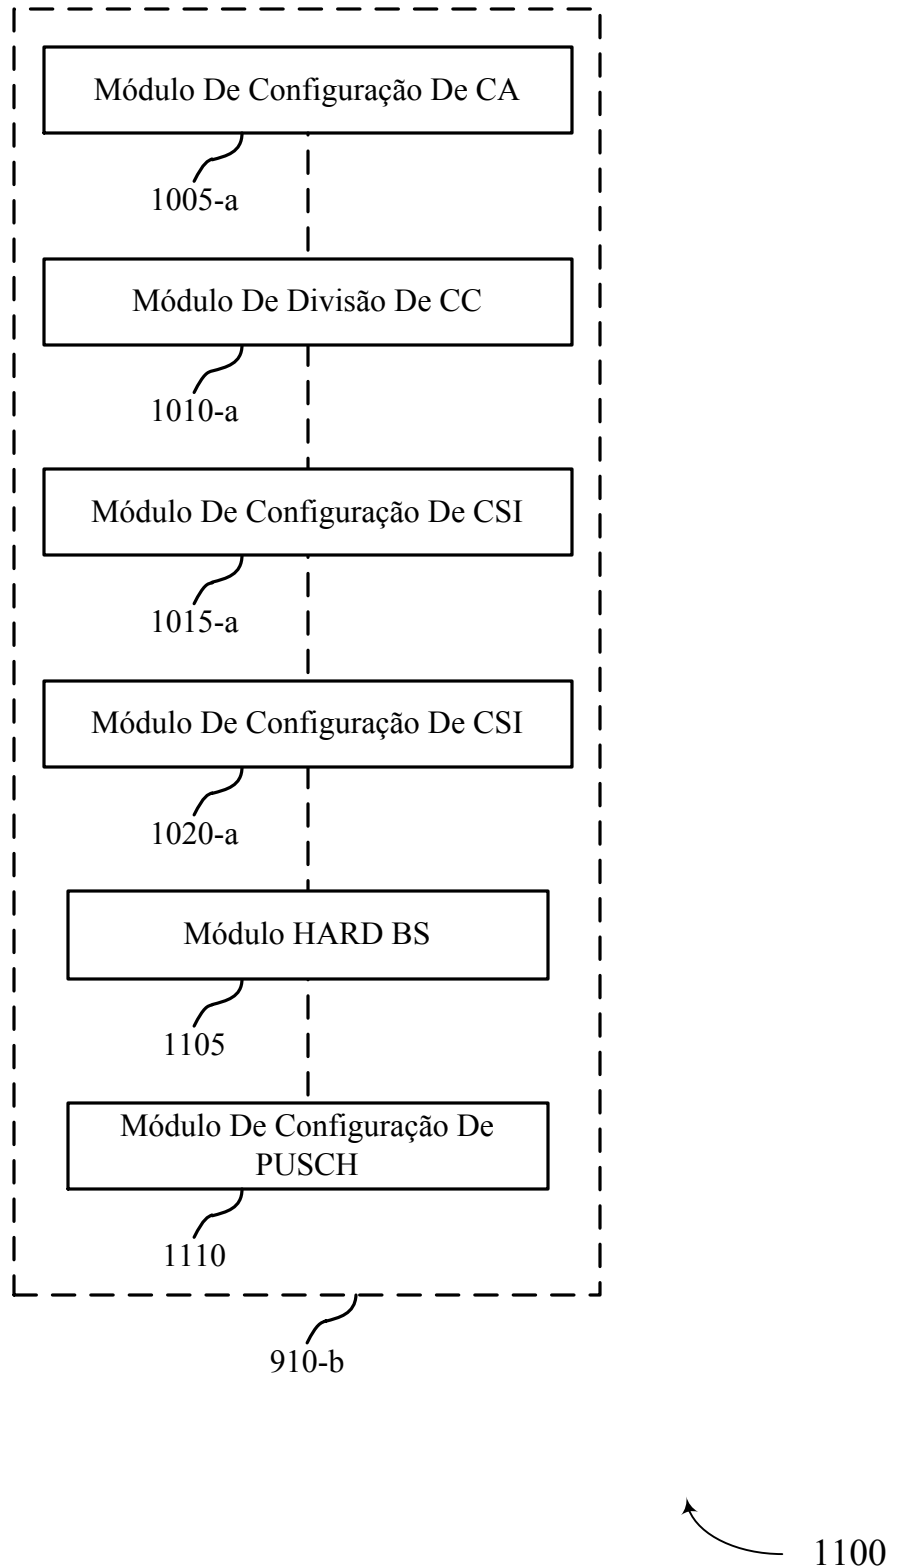 Módulo De Configuração De CA
1005-a
Módulo De Divisão De CC
1010-a
Módulo De Configuração De CSI
1015-a
Módulo De Configuração De CSI
1020-a
Módulo HARD BS
1105
Módulo De Configuração De
PUSCH
1110
910-b
1100